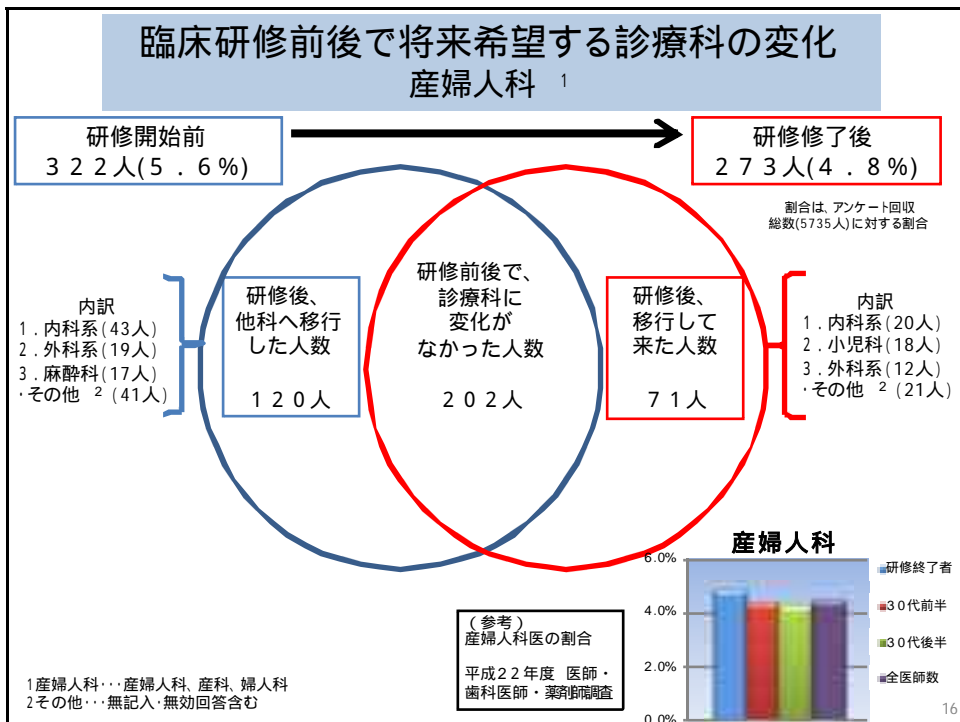 臨床研修前後で将来希望する診療科の変化
産婦人科 1
研修開始前
322人(5.6%)
研修修了後
273人(4.8%)
割合は、アンケート回収
総数(5735人)に対する割合
内訳
1.内科系(43人)
2.外科系(19人)
3.麻酔科(17人)
・その他 2 (41人)
研修後、
他科へ移行
した人数
120人
研修前後で、
診療科に
変化が
なかった人数
202人
研修後、
移行して
来た人数
71人
内訳
1.内科系(20人)
2.小児科(18人)
3.外科系(12人)
・その他 2 (21人)
産婦人科
6.0%
4.0%
2.0%
0.0%
研修終了者
30代前半
30代後半
全医師数
(参考)
産婦人科医の割合
平成22年度 医師・
歯科医師・薬剤師調査
1産婦人科・・・産婦人科、産科、婦人科
2その他・・・無記入・無効回答含む
16